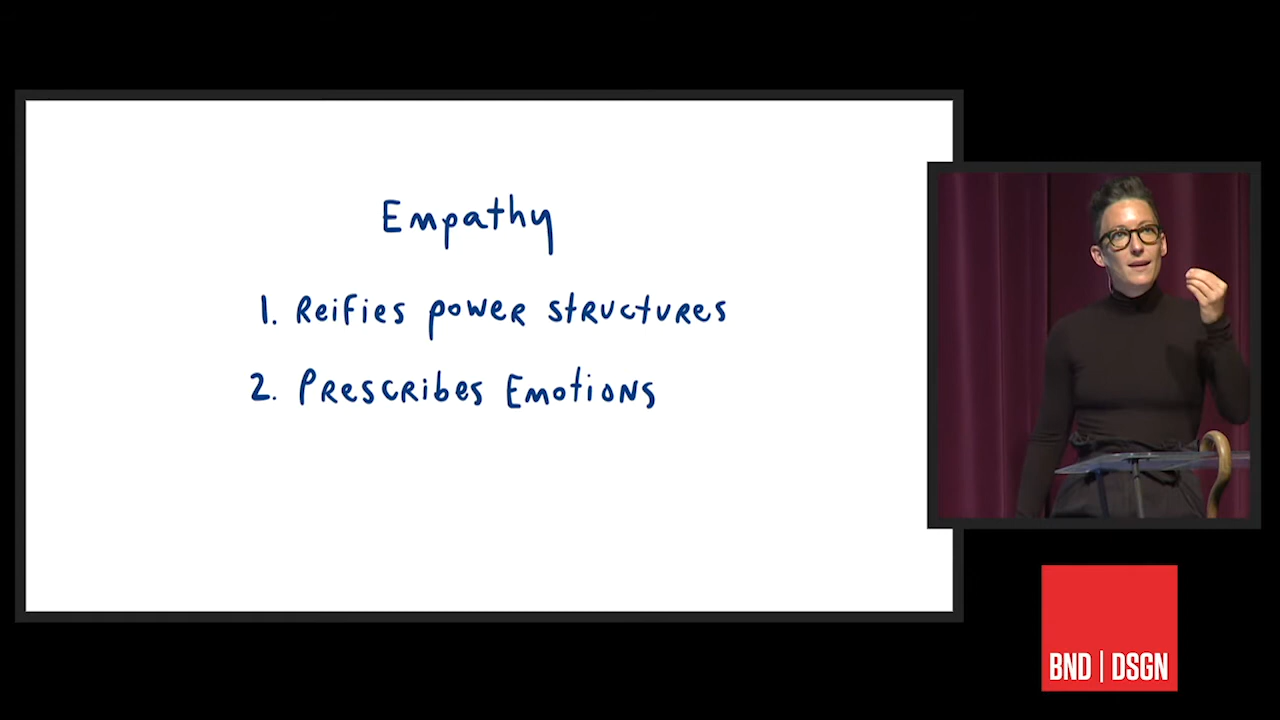 Empathy
1. Reifies power structures
2. Prescribes Emotions
BND | DSGN